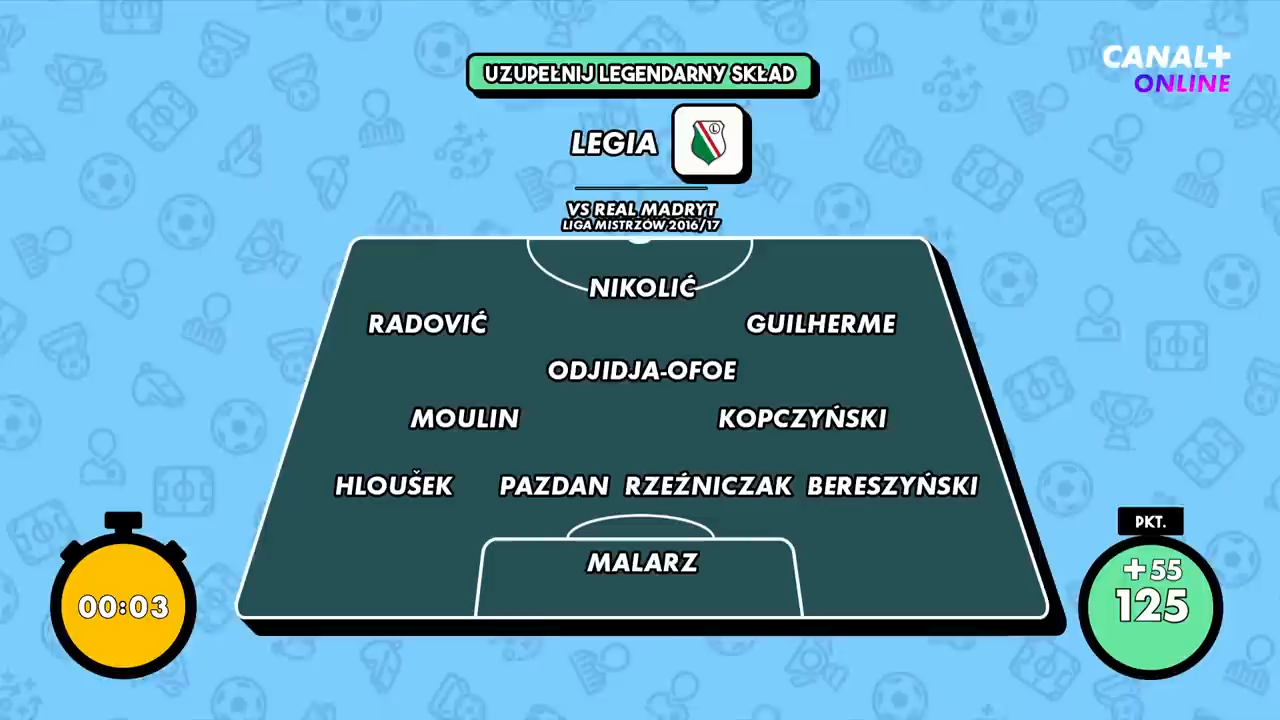 CANAL+
ONLINE
UZUPEŁNIJ LEGENDARNY SKŁAD
LEGIA
L
VS REAL MADRYT
LIGA MISTRZÓW 2016/17
NIKOLIĆ
RADOVIĆ GUILHERME
ODJIDJA-OFOE
MOULIN KOPCZYŃSKI
HLOUŠEK PAZDAN RZEŹNICZAK BERESZYŃSKI
MALARZ
00:03
PKT.
+55
125